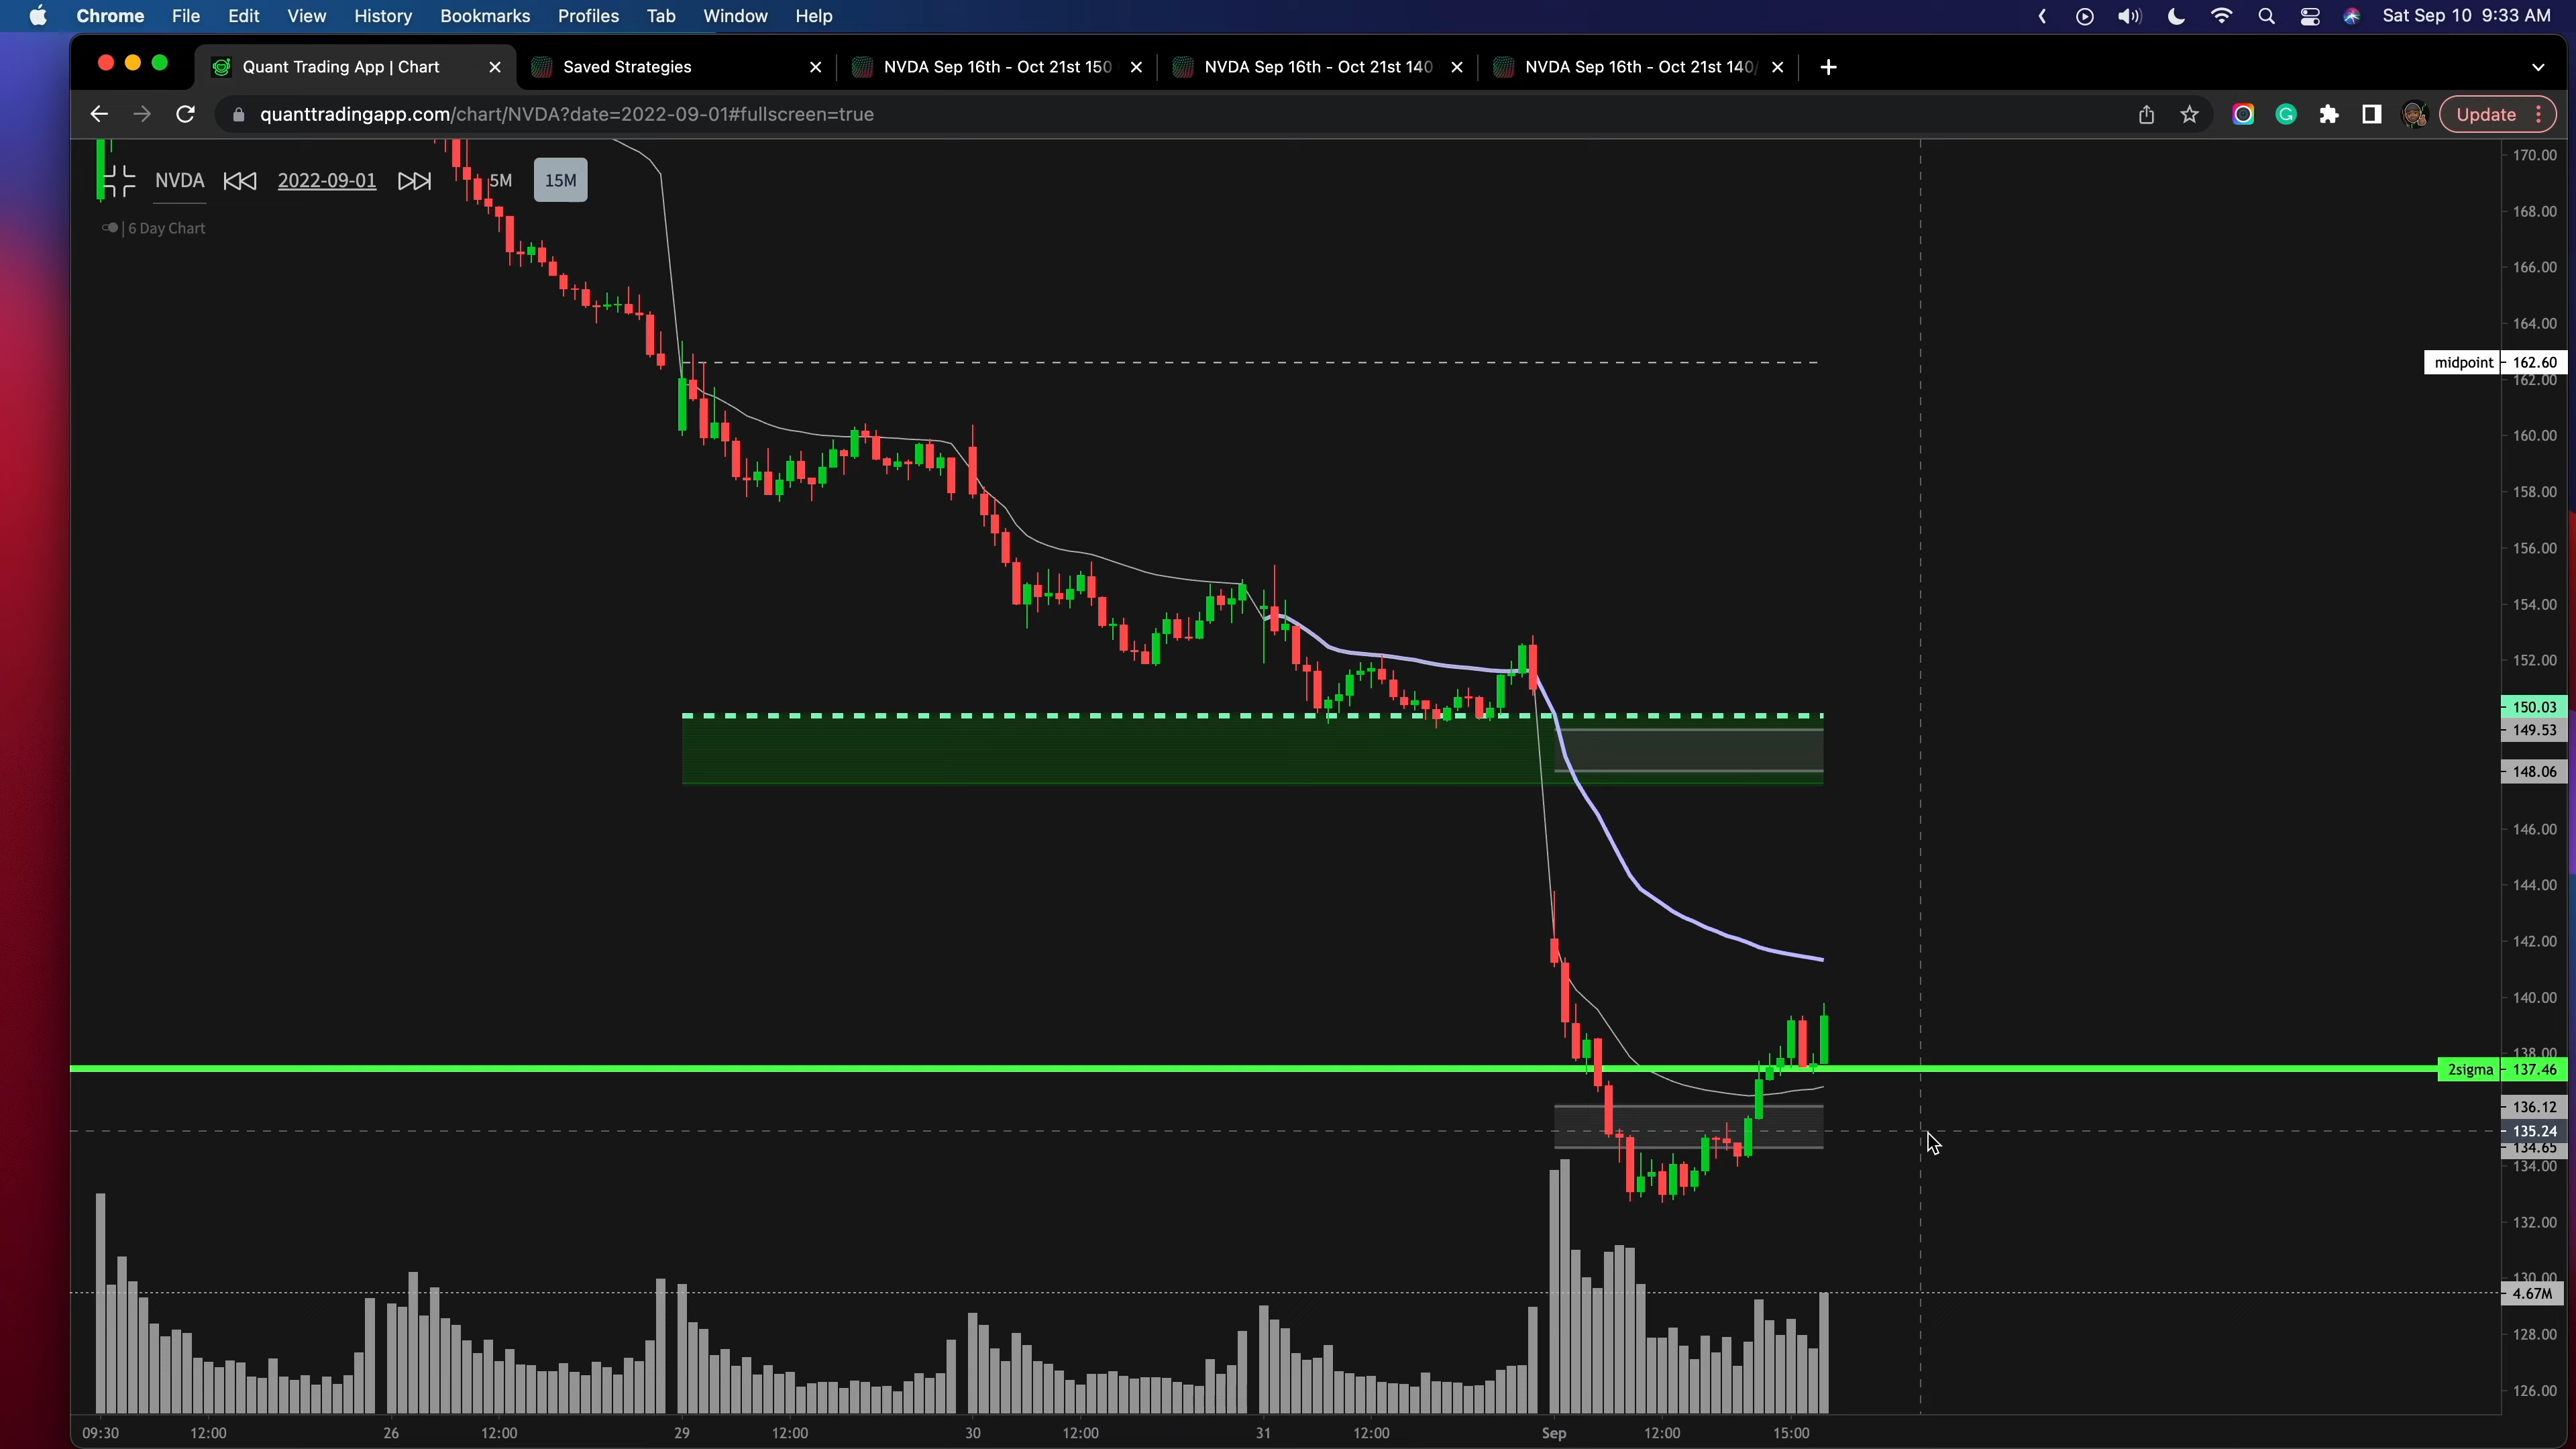 Chrome File Edit View History Bookmarks Profiles Tab Window Help Sat Sep 10 9:33 AM
Quant Trading App | Chart Saved Strategies NVDA Sep 16th - Oct 21st 150 NVDA Sep 16th - Oct 21st 140 NVDA Sep 16th - Oct 21st 140/
quanttradingapp.com/chart/NVDA?date=2022-09-01#fullscreen=true Update
NVDA 2022-09-01 5M 15M
| 6 Day Chart
170.00
168.00
166.00
164.00
midpoint 162.60
162.00
160.00
158.00
156.00
154.00
152.00
150.03
149.53
148.06
146.00
144.00
142.00
140.00
138.00
2sigma 137.46
136.12
135.24
134.65
134.00
132.00
130.00
4.67M
128.00
126.00
09:30 12:00 26 12:00 29 12:00 30 12:00 31 12:00 Sep 12:00 15:00